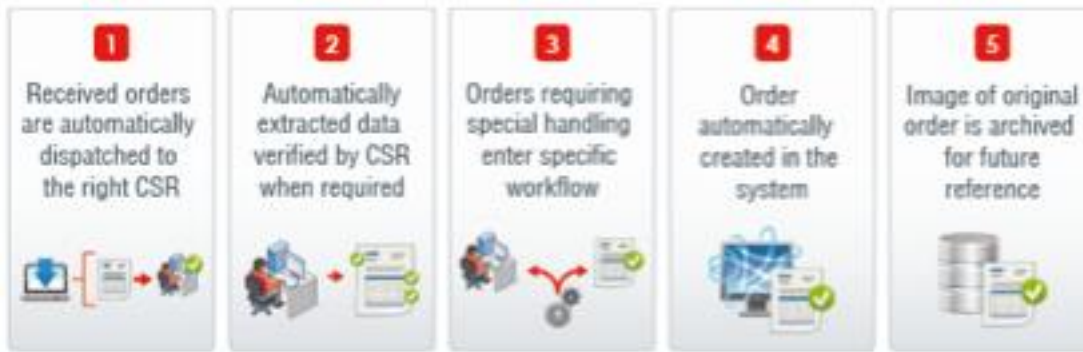 1
Received orders
are automatically
dispatched to
the right CSR
2
Automatically
extracted data
verified by CSR
when required
3
Orders requiring
special handling
enter specific
workflow
4
Order
automatically
created in the
system
5
Image of original
order is archived
for future
reference